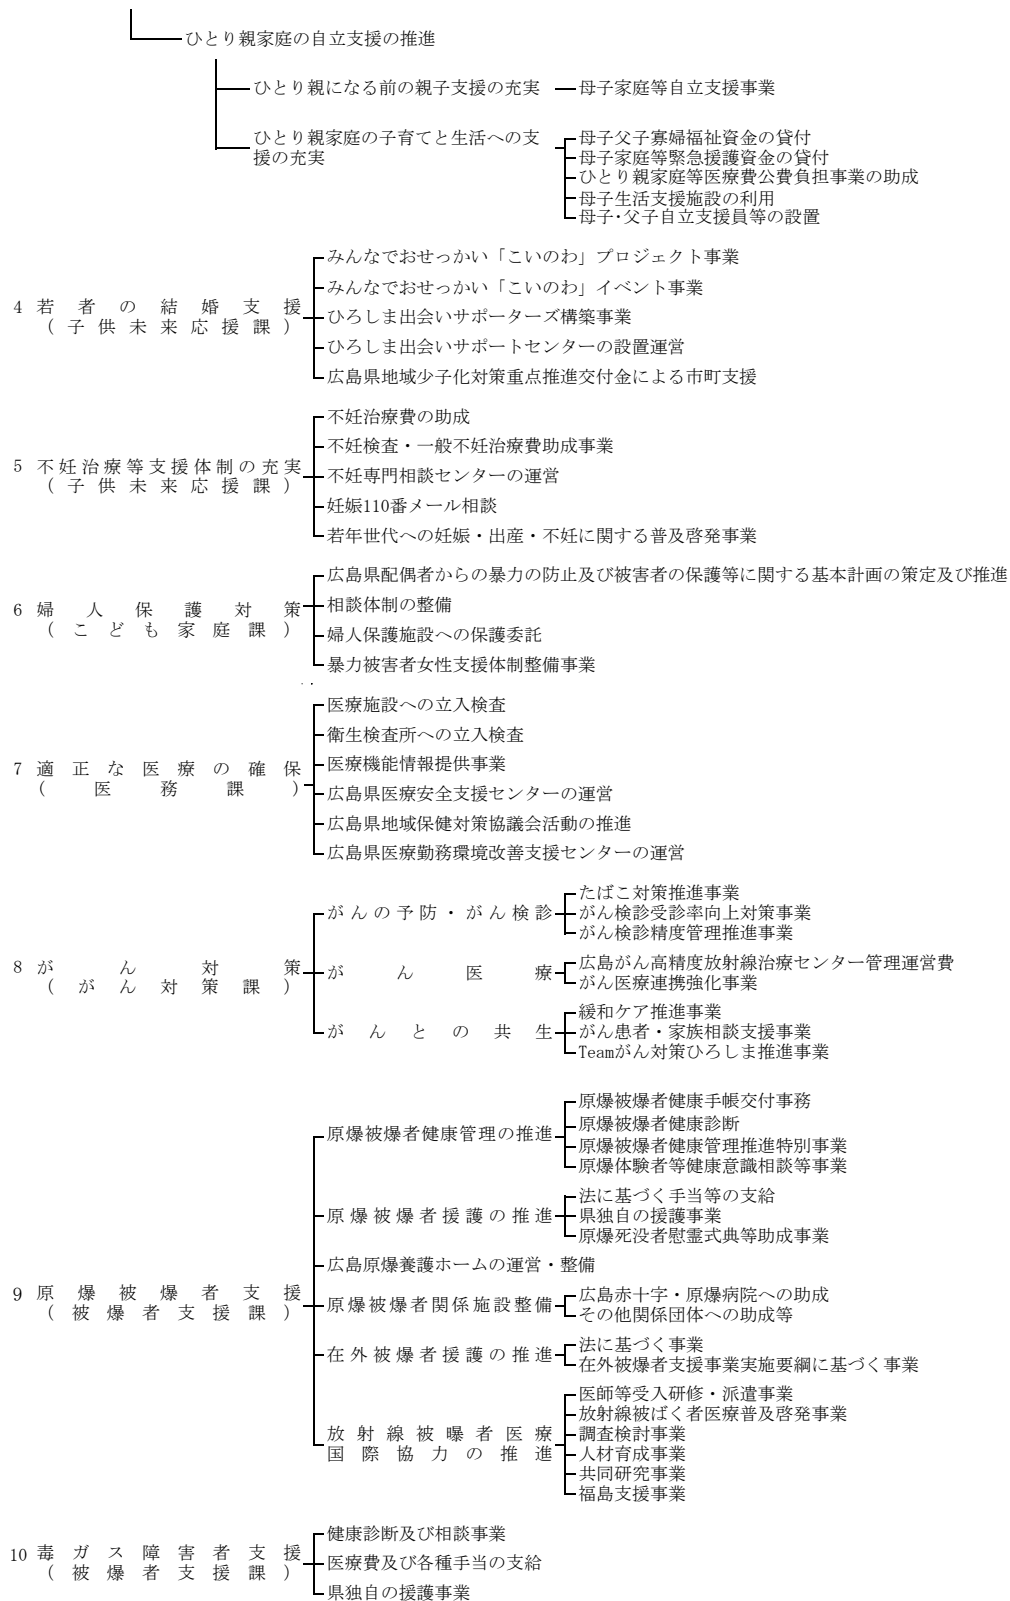 ひとり親家庭の自立支援の推進
ひとり親になる前の親子支援の充実
母子家庭等自立支援事業
ひとり親家庭の子育てと生活への支
援の充実
母子父子寡婦福祉資金の貸付
母子家庭等緊急援護資金の貸付
ひとり親家庭等医療費公費負担事業の助成
母子生活支援施設の利用
母子･父子自立支援員等の設置
4 若者の結婚支援
(子供未来応援課)
みんなでおせっかい「こいのわ」プロジェクト事業
みんなでおせっかい「こいのわ」イベント事業
ひろしま出会いサポーターズ構築事業
ひろしま出会いサポートセンターの設置運営
広島県地域少子化対策重点推進交付金による市町支援
5 不妊治療等支援体制の充実
(子供未来応援課)
不妊治療費の助成
不妊検査・一般不妊治療費助成事業
不妊専門相談センターの運営
妊娠110番メール相談
若年世代への妊娠・出産・不妊に関する普及啓発事業
6 婦人保護対策
(こども家庭課)
広島県配偶者からの暴力の防止及び被害者の保護等に関する基本計画の策定及び推進
相談体制の整備
婦人保護施設への保護委託
暴力被害者女性支援体制整備事業
7 適正な医療の確保
(医務課)
医療施設への立入検査
衛生検査所への立入検査
医療機能情報提供事業
広島県医療安全支援センターの運営
広島県地域保健対策協議会活動の推進
広島県医療勤務環境改善支援センターの運営
8 がん対策
(がん対策課)
がんの予防・がん検診
たばこ対策推進事業
がん検診受診率向上対策事業
がん検診精度管理推進事業
がん医療
広島がん高精度放射線治療センター管理運営費
がん医療連携強化事業
がんとの共生
緩和ケア推進事業
がん患者・家族相談支援事業
Teamがん対策ひろしま推進事業
9 原爆被爆者支援
(被爆者支援課)
原爆被爆者健康管理の推進
原爆被爆者健康手帳交付事務
原爆被爆者健康診断
原爆被爆者健康管理推進特別事業
原爆体験者等健康意識相談等事業
原爆被爆者援護の推進
法に基づく手当等の支給
県独自の援護事業
原爆死没者慰霊式典等助成事業
広島原爆養護ホームの運営・整備
原爆被爆者関係施設整備
広島赤十字・原爆病院への助成
その他関係団体への助成等
在外被爆者援護の推進
法に基づく事業
在外被爆者支援事業実施要綱に基づく事業
放射線被曝者医療
国際協力の推進
医師等受入研修・派遣事業
放射線被ばく者医療普及啓発事業
調査検討事業
人材育成事業
共同研究事業
福島支援事業
10 毒ガス障害者支援
(被爆者支援課)
健康診断及び相談事業
医療費及び各種手当の支給
県独自の援護事業